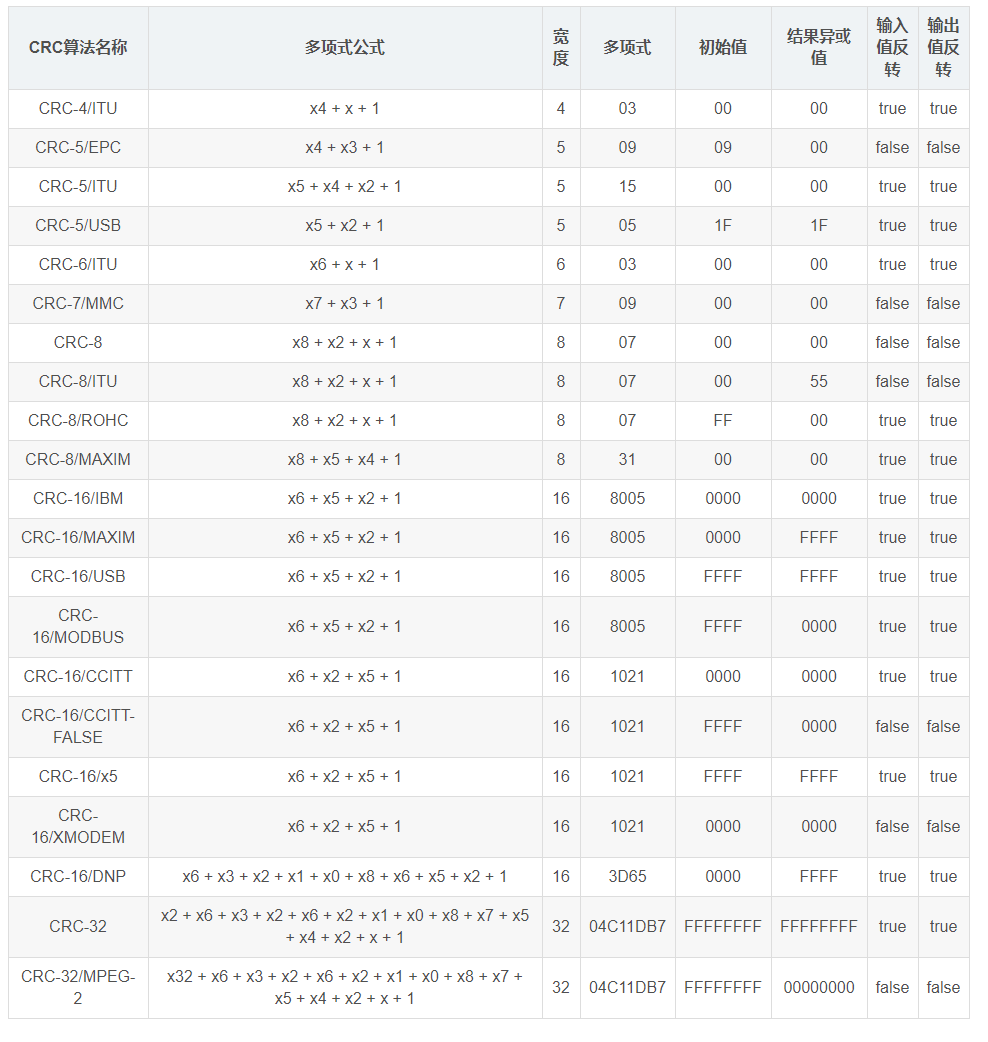 CRC算法名称 多项式公式 宽度 多项式 初始值 结果异或值 输入值反转 输出值反转
CRC-4/ITU x4 + x + 1 4 03 00 00 true true
CRC-5/EPC x4 + x3 + 1 5 09 09 00 false false
CRC-5/ITU x5 + x4 + x2 + 1 5 15 00 00 true true
CRC-5/USB x5 + x2 + 1 5 05 1F 1F true true
CRC-6/ITU x6 + x + 1 6 03 00 00 true true
CRC-7/MMC x7 + x3 + 1 7 09 00 00 false false
CRC-8 x8 + x2 + x + 1 8 07 00 00 false false
CRC-8/ITU x8 + x2 + x + 1 8 07 00 55 false false
CRC-8/ROHC x8 + x2 + x + 1 8 07 FF 00 true true
CRC-8/MAXIM x8 + x5 + x4 + 1 8 31 00 00 true true
CRC-16/IBM x6 + x5 + x2 + 1 16 8005 0000 0000 true true
CRC-16/MAXIM x6 + x5 + x2 + 1 16 8005 0000 FFFF true true
CRC-16/USB x6 + x5 + x2 + 1 16 8005 FFFF FFFF true true
CRC-16/MODBUS x6 + x5 + x2 + 1 16 8005 FFFF 0000 true true
CRC-16/CCITT x6 + x2 + x5 + 1 16 1021 0000 0000 true true
CRC-16/CCITT-FALSE x6 + x2 + x5 + 1 16 1021 FFFF 0000 false false
CRC-16/x5 x6 + x2 + x5 + 1 16 1021 FFFF FFFF true true
CRC-16/XMODEM x6 + x2 + x5 + 1 16 1021 0000 0000 false false
CRC-16/DNP x6 + x3 + x2 + x1 + x0 + x8 + x6 + x5 + x2 + 1 16 3D65 0000 FFFF true true
CRC-32 x2 + x6 + x3 + x2 + x6 + x2 + x1 + x0 + x8 + x7 + x5 + x4 + x2 + x + 1 32 04C11DB7 FFFFFFFF FFFFFFFF true true
CRC-32/MPEG-2 x32 + x6 + x3 + x2 + x6 + x2 + x1 + x0 + x8 + x7 + x5 + x4 + x2 + x + 1 32 04C11DB7 FFFFFFFF 00000000 false false